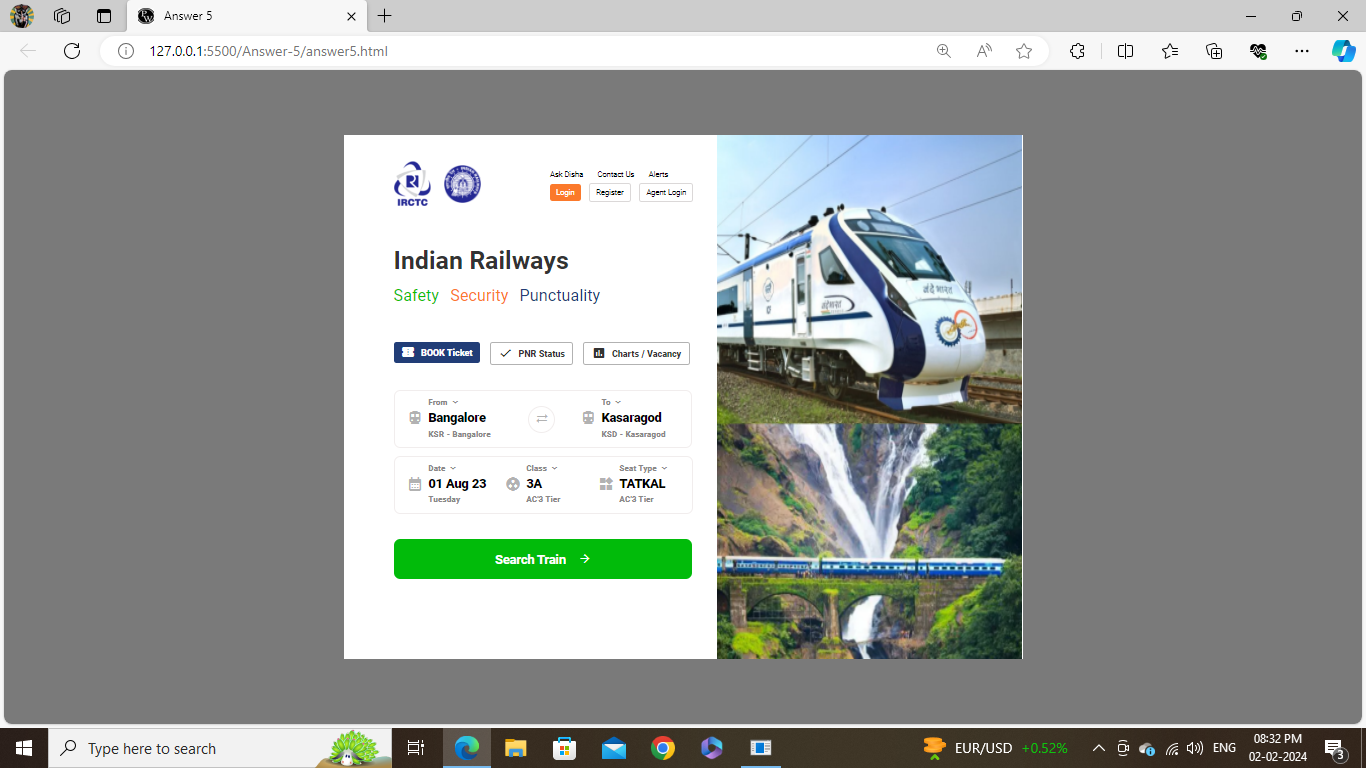 Answer 5
127.0.0.1:5500/Answer-5/answer5.html
IRCTC
Ask Disha Contact Us Alerts
Login Register Agent Login
Indian Railways
Safety Security Punctuality
BOOK Ticket PNR Status Charts / Vacancy
From To
Bangalore Kasaragod
KSR - Bangalore KSD - Kasaragod
Date Class Seat Type
01 Aug 23 3A TATKAL
Tuesday AC'3 Tier AC'3 Tier
Search Train
वंदे भारत
Type here to search
EUR/USD +0.52%
ENG
08:32 PM
02-02-2024
3